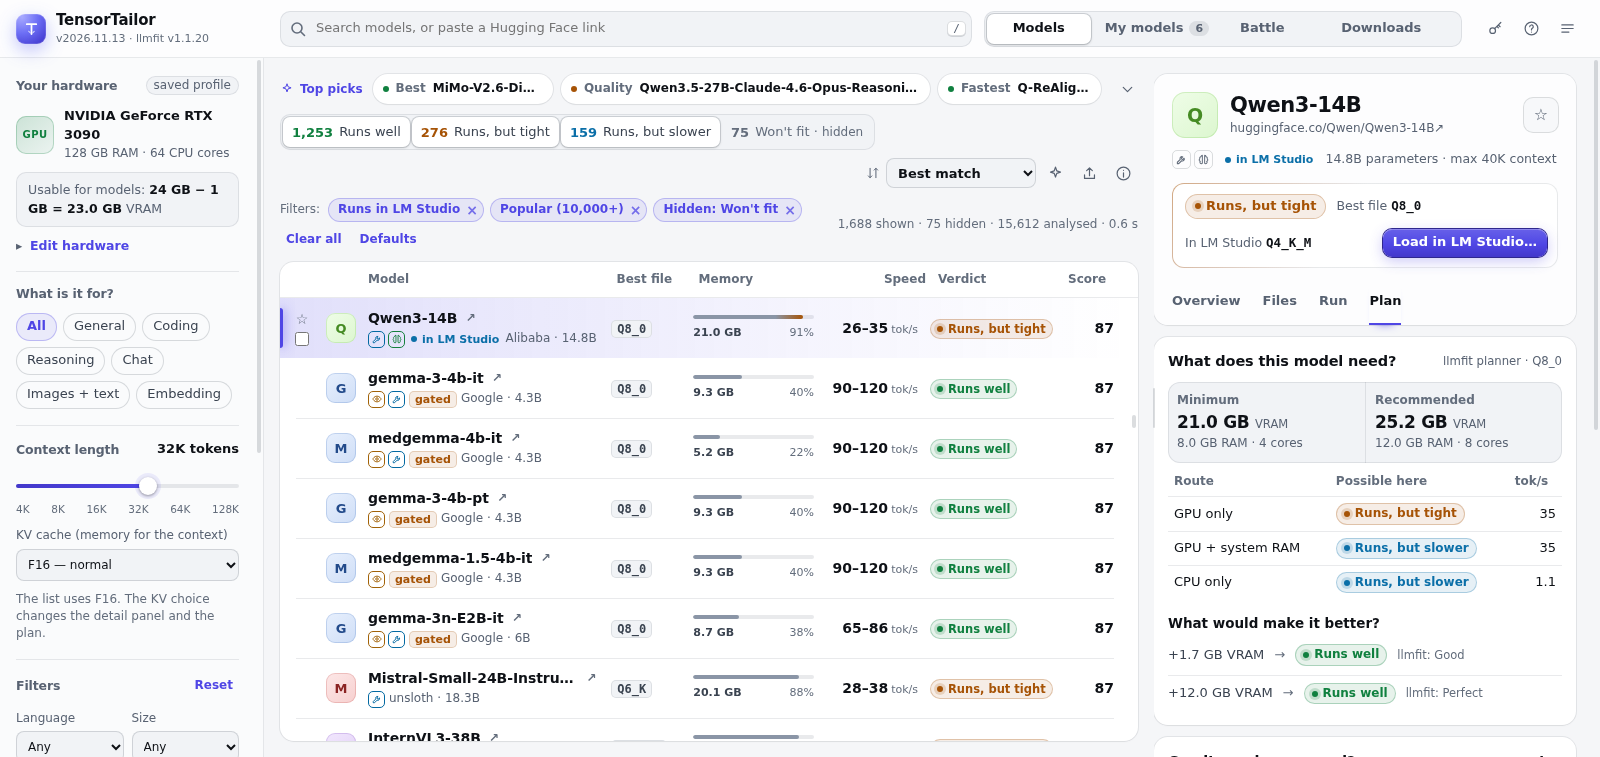 TensorTailor
v2026.11.13 · llmfit v1.1.20
Search models, or paste a Hugging Face link
/
Models
My models 6
Battle
Downloads
Your hardware
saved profile
GPU
NVIDIA GeForce RTX
3090
128 GB RAM · 64 CPU cores
Usable for models: 24 GB − 1
GB = 23.0 GB VRAM
▸ Edit hardware
What is it for?
All
General
Coding
Reasoning
Chat
Images + text
Embedding
Context length
32K tokens
4K 8K 16K 32K 64K 128K
KV cache (memory for the context)
F16 — normal
The list uses F16. The KV choice
changes the detail panel and the
plan.
Filters
Reset
Language
Size
Any
Any
Top picks
Best MiMo-V2.6-Di…
Quality Qwen3.5-27B-Claude-4.6-Opus-Reasoni…
Fastest Q-ReAlig…
1,253 Runs well
276 Runs, but tight
159 Runs, but slower
75 Won't fit · hidden
Best match
Filters:
Runs in LM Studio ×
Popular (10,000+) ×
Hidden: Won't fit ×
Clear all
Defaults
1,688 shown · 75 hidden · 15,612 analysed · 0.6 s
Model Best file Memory Speed Verdict Score
Q
Qwen3-14B ↗
in LM Studio Alibaba · 14.8B
Q8_0
21.0 GB 91%
26–35 tok/s
Runs, but tight
87
G
gemma-3-4b-it ↗
gated Google · 4.3B
Q8_0
9.3 GB 40%
90–120 tok/s
Runs well
87
M
medgemma-4b-it ↗
gated Google · 4.3B
Q8_0
5.2 GB 22%
90–120 tok/s
Runs well
87
G
gemma-3-4b-pt ↗
gated Google · 4.3B
Q8_0
9.3 GB 40%
90–120 tok/s
Runs well
87
M
medgemma-1.5-4b-it ↗
gated Google · 4.3B
Q8_0
9.3 GB 40%
90–120 tok/s
Runs well
87
G
gemma-3n-E2B-it ↗
gated Google · 6B
Q8_0
8.7 GB 38%
65–86 tok/s
Runs well
87
M
Mistral-Small-24B-Instru… ↗
unsloth · 18.3B
Q6_K
20.1 GB 88%
28–38 tok/s
Runs, but tight
87
InternVL3-38B ↗
Q
Qwen3-14B
huggingface.co/Qwen/Qwen3-14B↗
in LM Studio
14.8B parameters · max 40K context
Runs, but tight
Best file Q8_0
In LM Studio Q4_K_M
Load in LM Studio…
Overview Files Run Plan
What does this model need?
llmfit planner · Q8_0
Minimum
21.0 GB VRAM
8.0 GB RAM · 4 cores
Recommended
25.2 GB VRAM
12.0 GB RAM · 8 cores
Route Possible here tok/s
GPU only Runs, but tight 35
GPU + system RAM Runs, but slower 35
CPU only Runs, but slower 1.1
What would make it better?
+1.7 GB VRAM → Runs well llmfit: Good
+12.0 GB VRAM → Runs well llmfit: Perfect